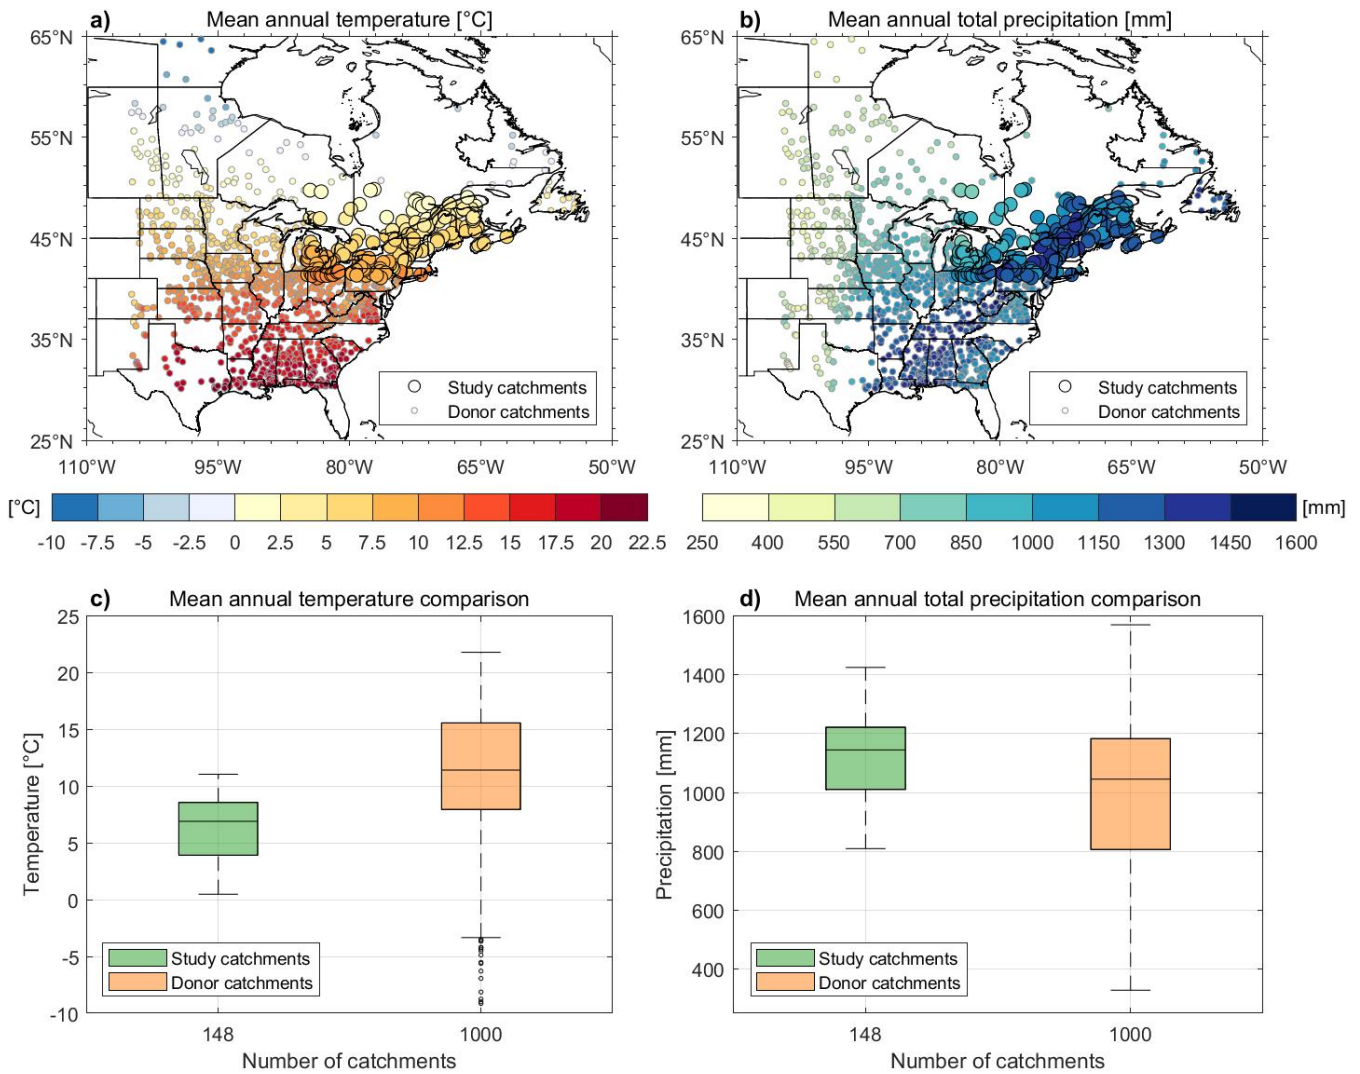 a) Mean annual temperature [°C]
65°N
55°N
45°N
35°N
25°N
110°W 95°W 80°W 65°W 50°W
Study catchments
Donor catchments
[°C]
-10 -7.5 -5 -2.5 0 2.5 5 7.5 10 12.5 15 17.5 20 22.5
b) Mean annual total precipitation [mm]
65°N
55°N
45°N
35°N
25°N
110°W 95°W 80°W 65°W 50°W
Study catchments
Donor catchments
[mm]
250 400 550 700 850 1000 1150 1300 1450 1600
c) Mean annual temperature comparison
25
20
15
10
5
0
-5
-10
Temperature [°C]
Study catchments
Donor catchments
148 1000
Number of catchments
d) Mean annual total precipitation comparison
1600
1400
1200
1000
800
600
400
Precipitation [mm]
Study catchments
Donor catchments
148 1000
Number of catchments